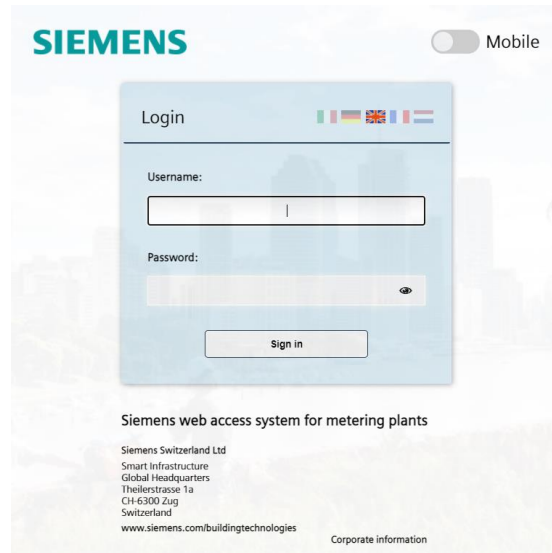 SIEMENS
Mobile
Login
Username:
Password:
Sign in
Siemens web access system for metering plants
Siemens Switzerland Ltd
Smart Infrastructure
Global Headquarters
Theilerstrasse 1a
CH-6300 Zug
Switzerland
www.siemens.com/buildingtechnologies
Corporate information